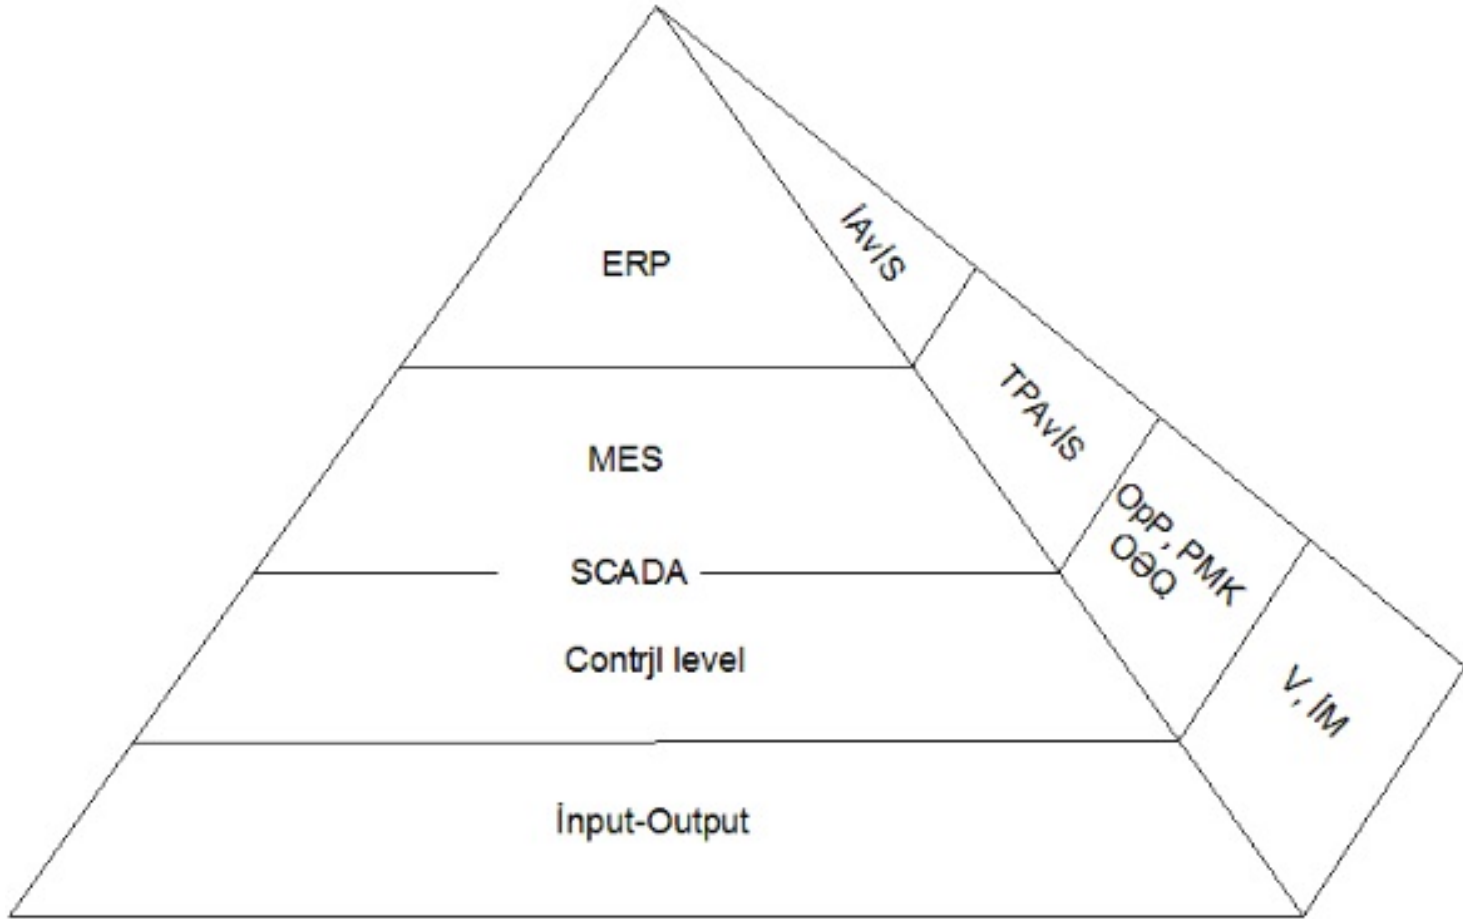 ERP
İAvİS
MES
TPAvİS
SCADA
OpP, PMK
OƏQ
Contrjl level
V, İM
İnput-Output